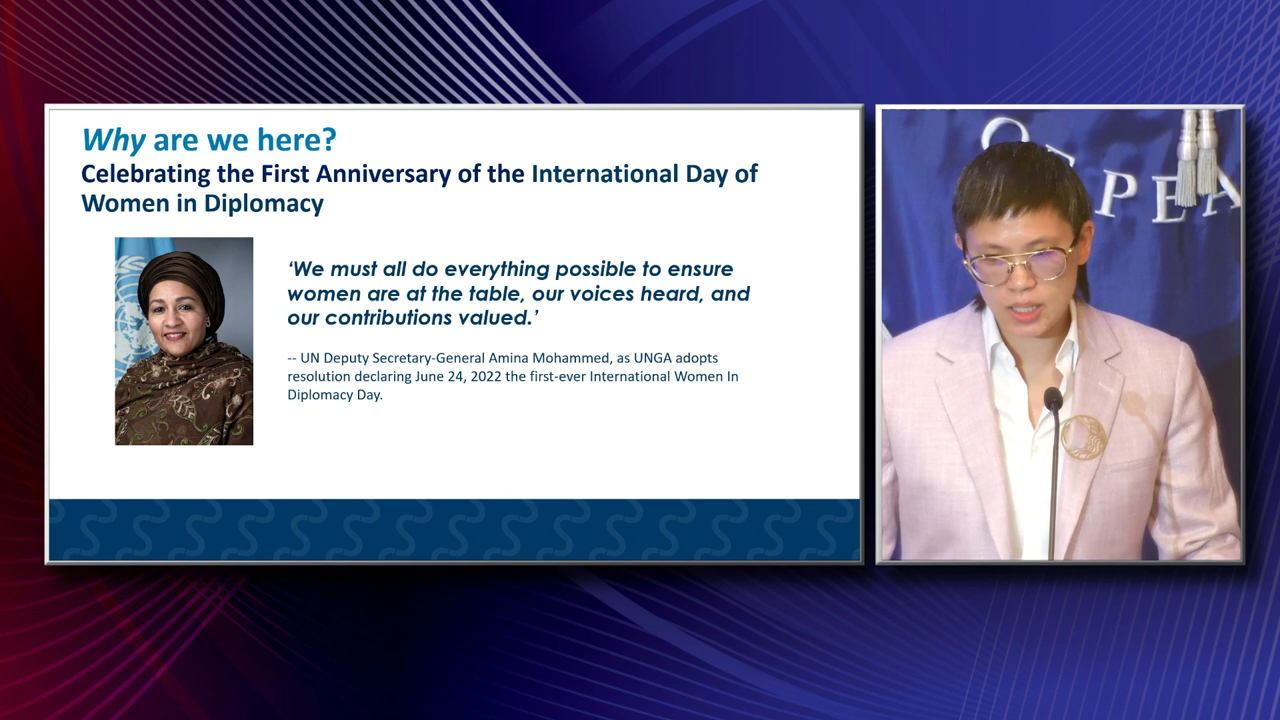 Why are we here?
Celebrating the First Anniversary of the International Day of
Women in Diplomacy
‘We must all do everything possible to ensure
women are at the table, our voices heard, and
our contributions valued.’
-- UN Deputy Secretary-General Amina Mohammed, as UNGA adopts
resolution declaring June 24, 2022 the first-ever International Women In
Diplomacy Day.
OF PEA